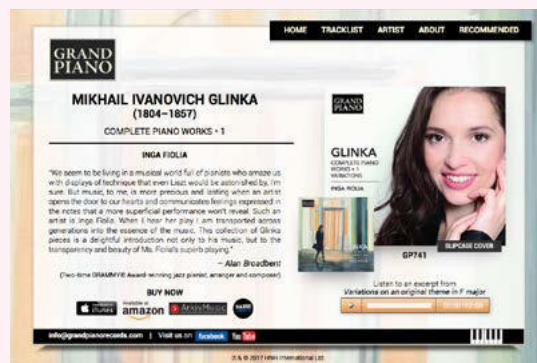 HOME TRACKLIST ARTIST ABOUT RECOMMENDED
GRAND
PIANO
MIKHAIL IVANOVICH GLINKA
(1804–1857)
COMPLETE PIANO WORKS • 1
INGA FIOLIA
"We seem to be living in a musical world full of pianists who amaze us
with displays of technique that even Liszt would be astonished by, I'm
sure. But music, to me, is more precious and lasting when an artist
opens the door to our hearts and communicates feelings expressed in
the notes that a more superficial performance won't reveal. Such an
artist is Inga Fiolia. When I hear her play I am transported across
generations into the essence of the music. This collection of Glinka
pieces is a delightful introduction not only to his music, but to the
transparency and beauty of Ms. Fiolia's superb playing."
– Alan Broadbent
(Two-time GRAMMY® Award-winning jazz pianist, arranger and composer)
BUY NOW
iTunes
Available at
amazon
ArkivMusic
GRAND
PIANO
GLINKA
COMPLETE PIANO
WORKS • 1
VARIATIONS
INGA FIOLIA
GP741
SLIPCASE COVER
Listen to an excerpt from
Variations on an original theme in F major
info@grandpianorecords.com | Visit us on facebook YouTube
℗ & © 2017 HNH International Ltd.